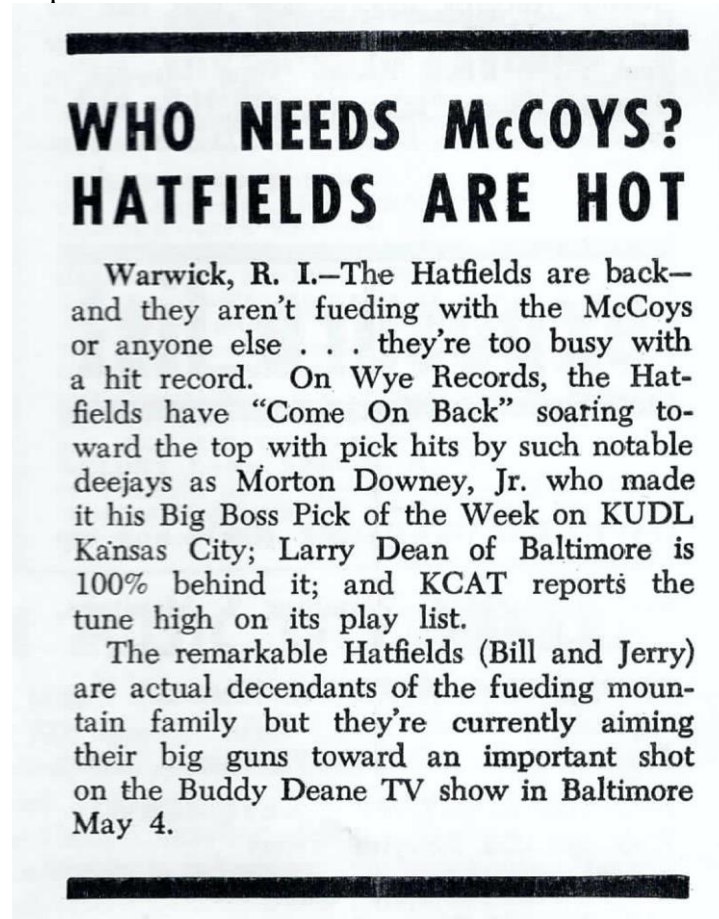 WHO NEEDS McCOYS?
HATFIELDS ARE HOT
Warwick, R. I.—The Hatfields are back—
and they aren't fueding with the McCoys
or anyone else . . . they're too busy with
a hit record. On Wye Records, the Hat-
fields have "Come On Back" soaring to-
ward the top with pick hits by such notable
deejays as Morton Downey, Jr. who made
it his Big Boss Pick of the Week on KUDL
Kansas City; Larry Dean of Baltimore is
100% behind it; and KCAT reports the
tune high on its play list.
The remarkable Hatfields (Bill and Jerry)
are actual decendants of the fueding moun-
tain family but they're currently aiming
their big guns toward an important shot
on the Buddy Deane TV show in Baltimore
May 4.